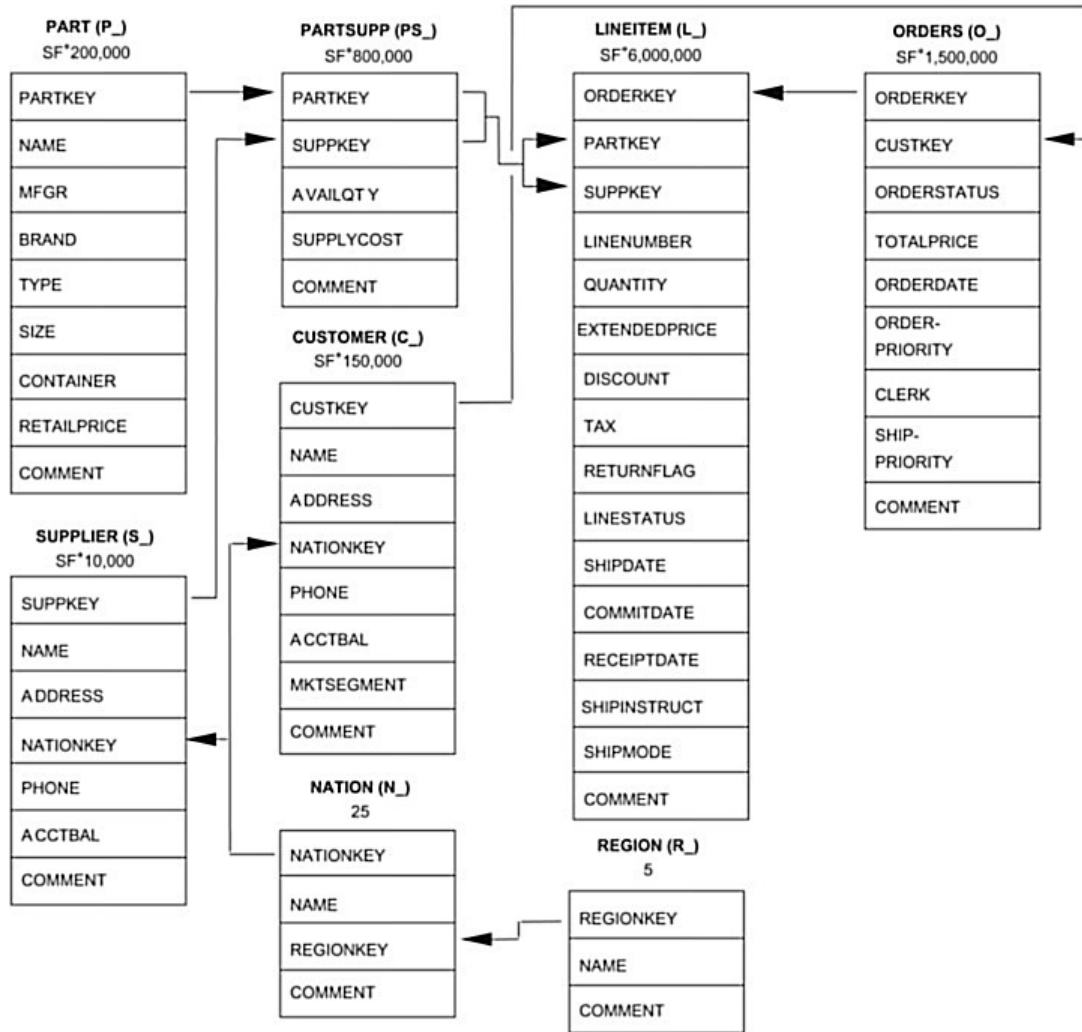 PART (P_)
SF*200,000
PARTKEY
NAME
MFGR
BRAND
TYPE
SIZE
CONTAINER
RETAILPRICE
COMMENT
SUPPLIER (S_)
SF*10,000
SUPPKEY
NAME
ADDRESS
NATIONKEY
PHONE
ACCTBAL
COMMENT
PARTSUPP (PS_)
SF*800,000
PARTKEY
SUPPKEY
AVAILQTY
SUPPLYCOST
COMMENT
CUSTOMER (C_)
SF*150,000
CUSTKEY
NAME
ADDRESS
NATIONKEY
PHONE
ACCTBAL
MKTSEGMENT
COMMENT
NATION (N_)
25
NATIONKEY
NAME
REGIONKEY
COMMENT
LINEITEM (L_)
SF*6,000,000
ORDERKEY
PARTKEY
SUPPKEY
LINENUMBER
QUANTITY
EXTENDEDPRICE
DISCOUNT
TAX
RETURNFLAG
LINESTATUS
SHIPDATE
COMMITDATE
RECEIPTDATE
SHIPINSTRUCT
SHIPMODE
COMMENT
REGION (R_)
5
REGIONKEY
NAME
COMMENT
ORDERS (O_)
SF*1,500,000
ORDERKEY
CUSTKEY
ORDERSTATUS
TOTALPRICE
ORDERDATE
ORDER-
PRIORITY
CLERK
SHIP-
PRIORITY
COMMENT